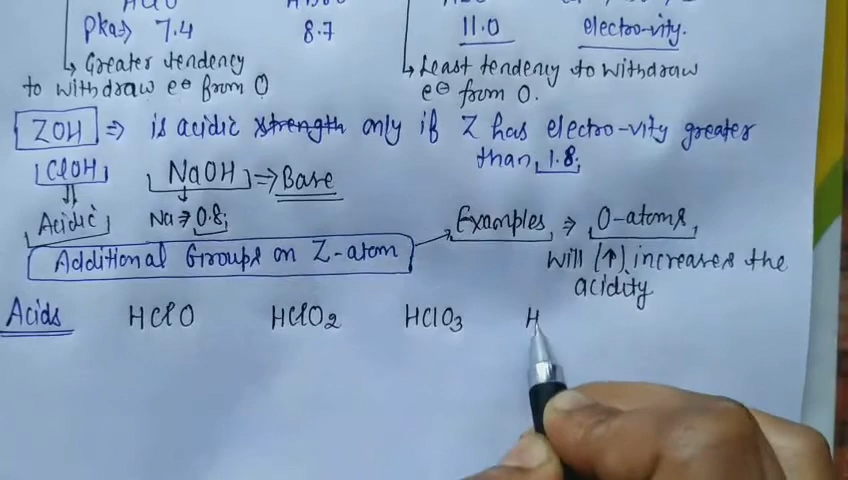 pka⇒ 7.4 8.7 11.0 electro-vity.
↳ Greater tendency ↳ Least tendency to withdraw
to withdraw e⊖ from O e⊖ from O.
ZOH ⇒ is acidic strength only if Z has electro-vity greater
than 1.8;
ClOH NaOH ⇒ Base
Acidic Na⇒ 0.8; Examples ⇒ O-atoms
Additional Groups on Z-atom will (↑) increases the
acidity
Acids HClO HClO2 HClO3 H